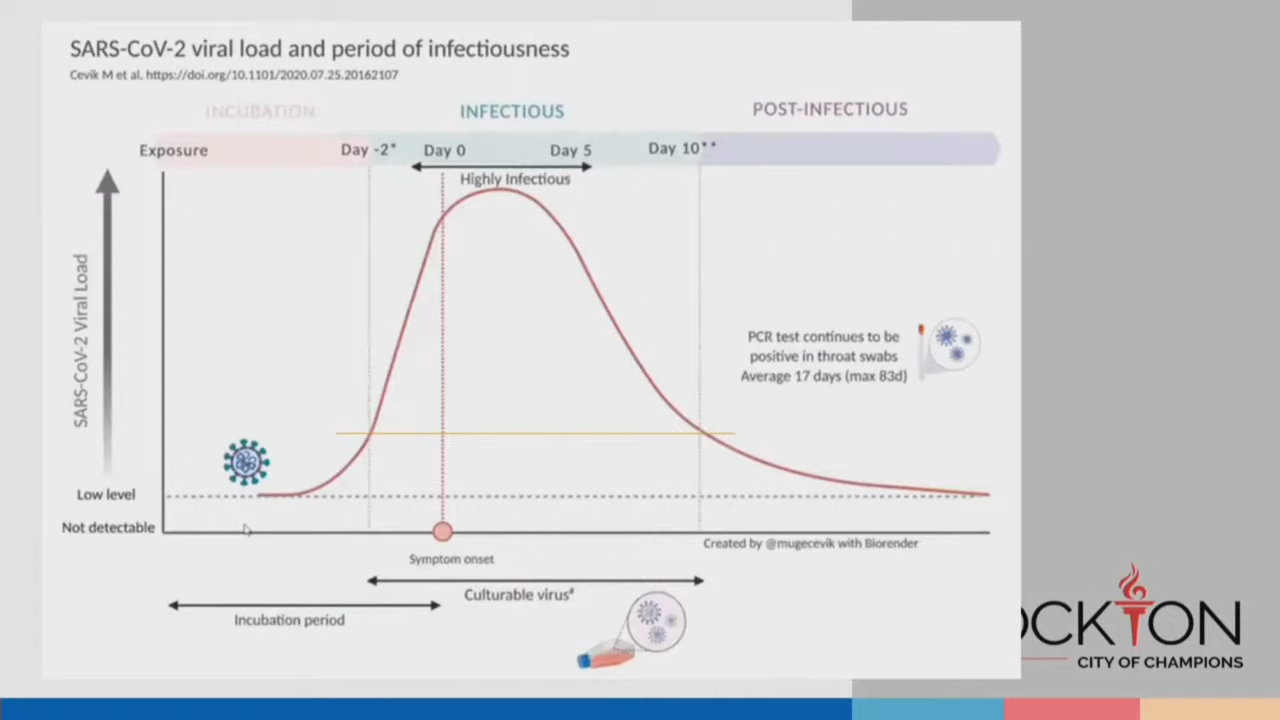 SARS-CoV-2 viral load and period of infectiousness
Cevik M et al. https://doi.org/10.1101/2020.07.25.20162107
INCUBATION
INFECTIOUS
POST-INFECTIOUS
Exposure
Day -2*
Day 0
Day 5
Day 10**
Highly Infectious
SARS-CoV-2 Viral Load
PCR test continues to be
positive in throat swabs
Average 17 days (max 83d)
Low level
Not detectable
Created by @mugecevik with Biorender
Symptom onset
Culturable virus#
Incubation period
OCKTON
CITY OF CHAMPIONS